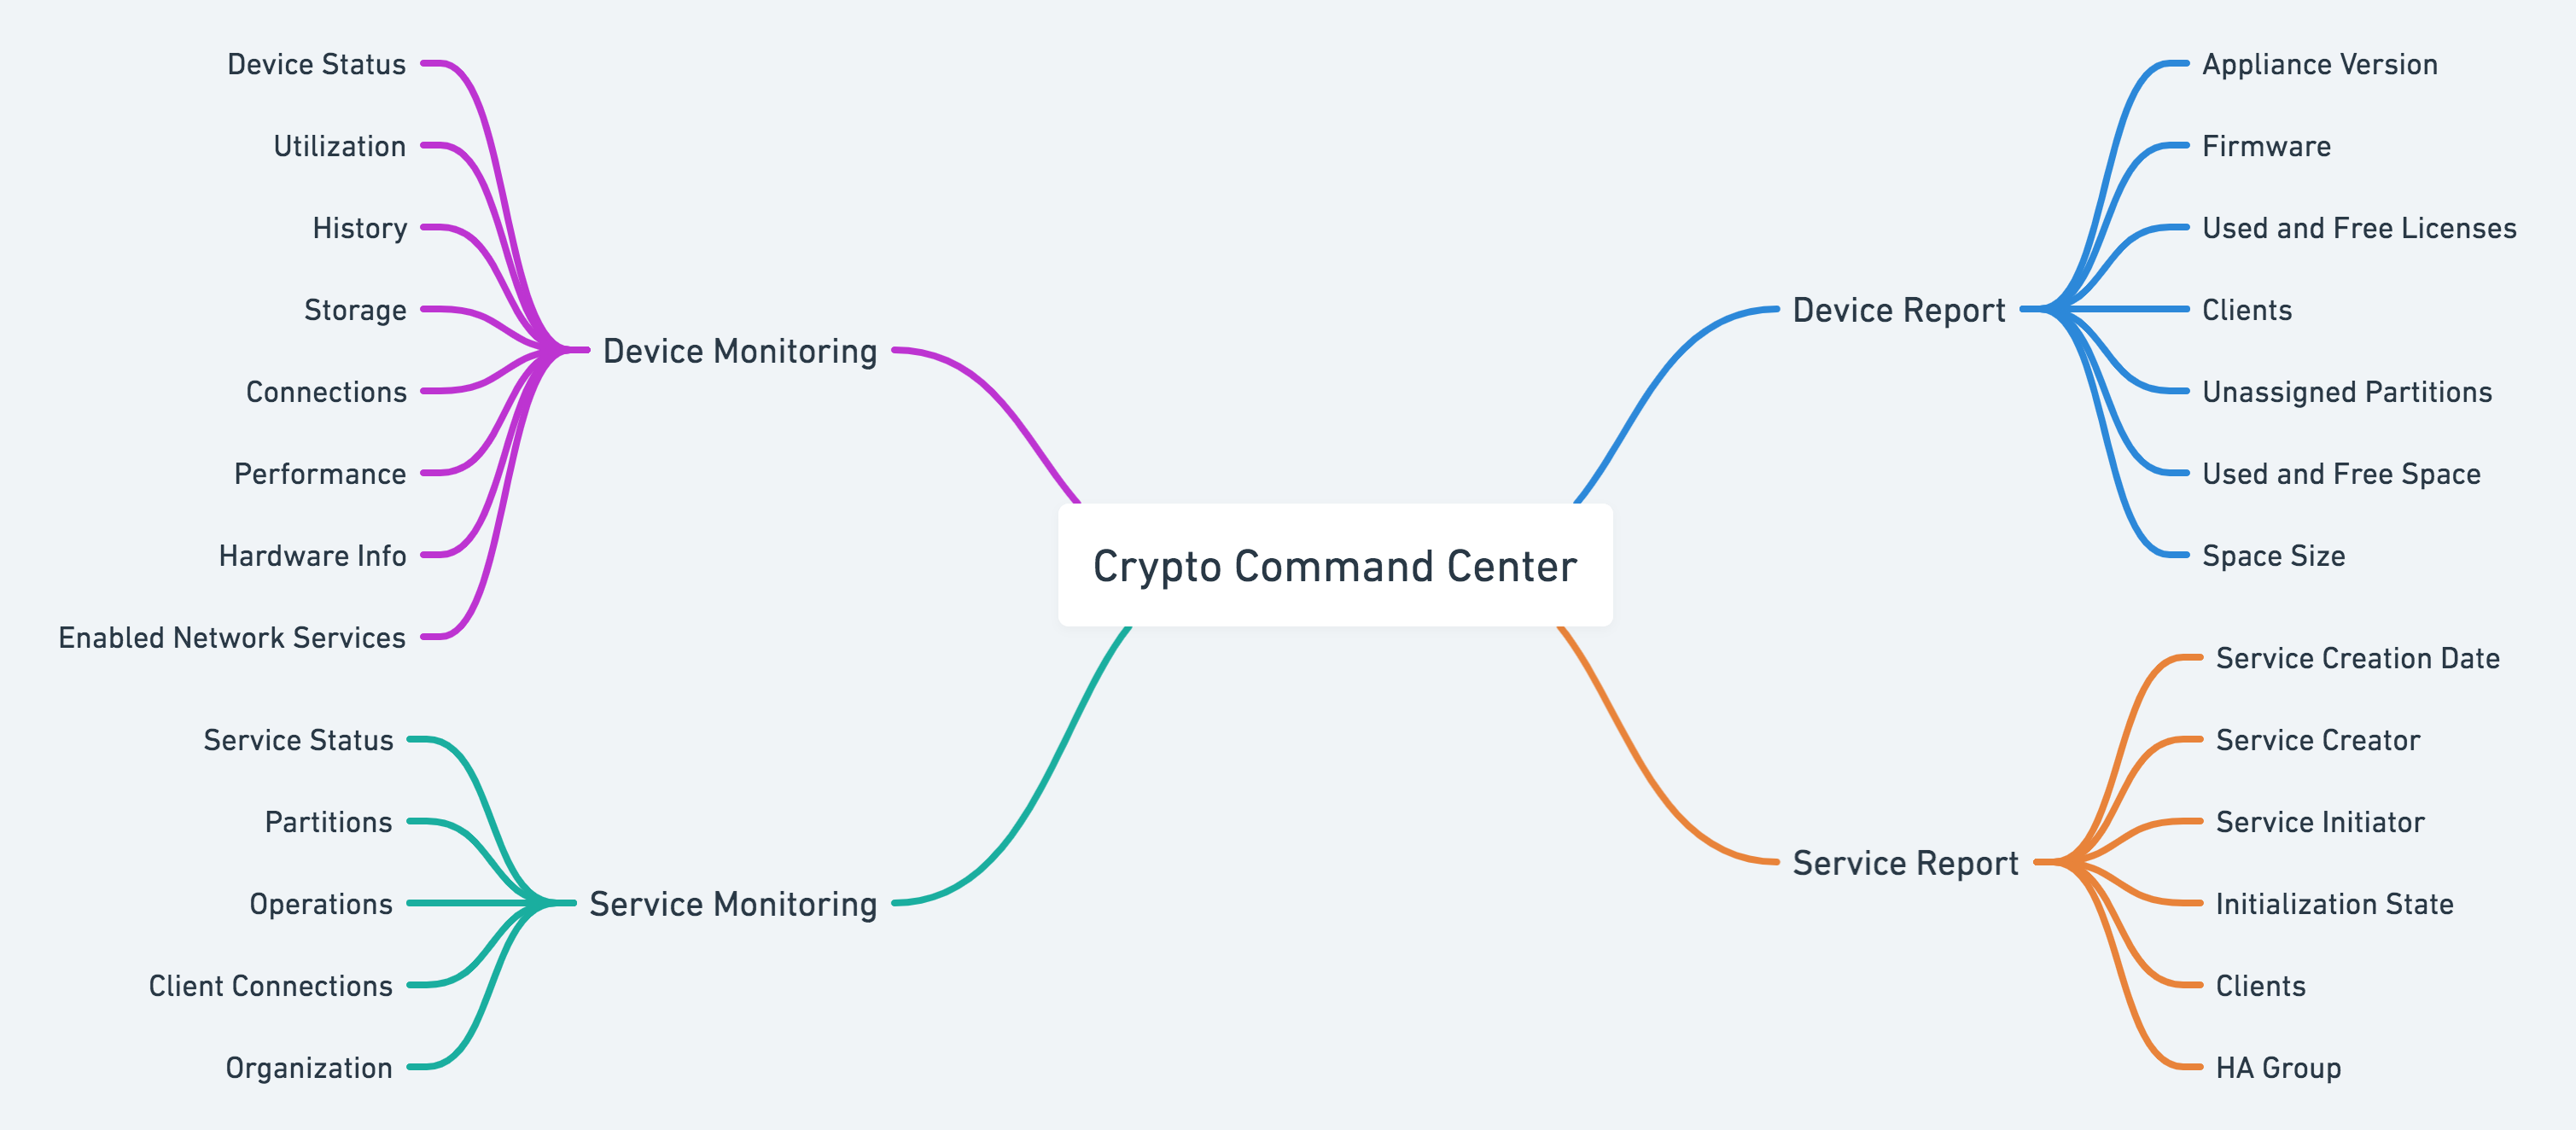 Crypto Command Center
Device Monitoring
Device Status
Utilization
History
Storage
Connections
Performance
Hardware Info
Enabled Network Services
Service Monitoring
Service Status
Partitions
Operations
Client Connections
Organization
Device Report
Appliance Version
Firmware
Used and Free Licenses
Clients
Unassigned Partitions
Used and Free Space
Space Size
Service Report
Service Creation Date
Service Creator
Service Initiator
Initialization State
Clients
HA Group